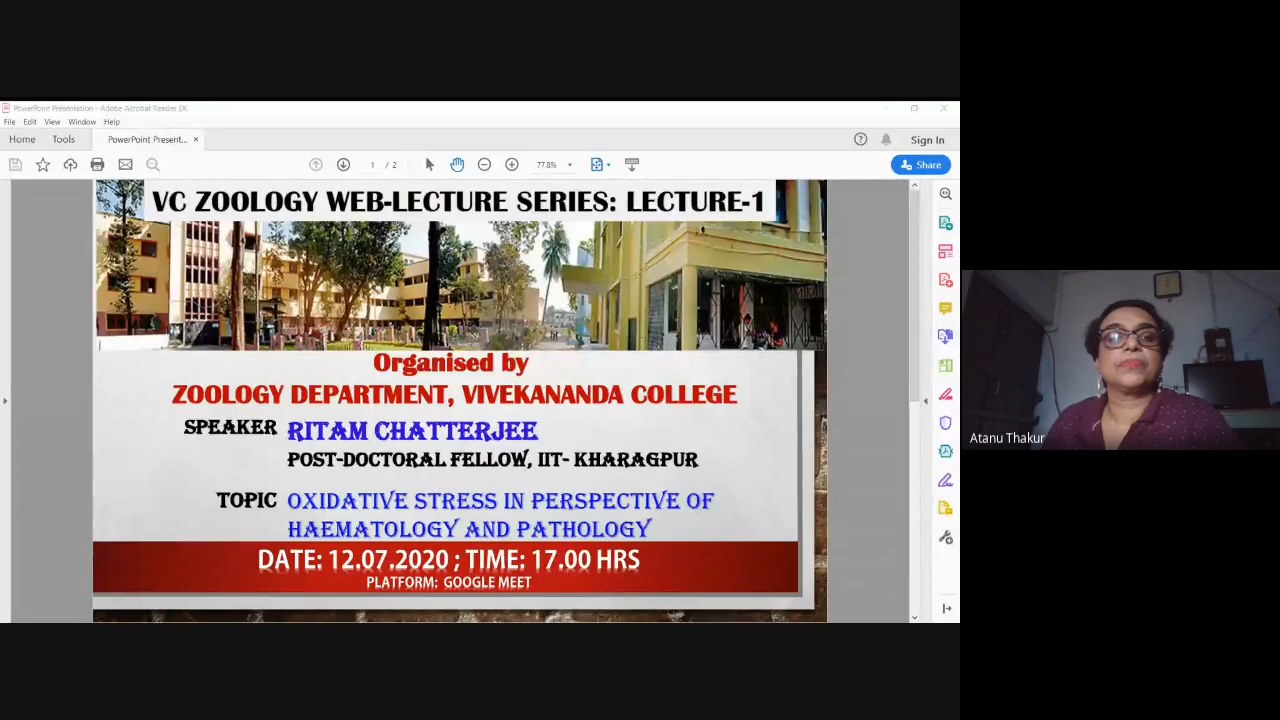 PowerPoint Presentation - Adobe Acrobat Reader DC
File Edit View Window Help
Home Tools PowerPoint Present... × Sign In
1 / 2 77.0% Share
VC ZOOLOGY WEB-LECTURE SERIES: LECTURE-1
Organised by
ZOOLOGY DEPARTMENT, VIVEKANANDA COLLEGE
SPEAKER RITAM CHATTERJEE
POST-DOCTORAL FELLOW, IIT- KHARAGPUR
TOPIC OXIDATIVE STRESS IN PERSPECTIVE OF
HAEMATOLOGY AND PATHOLOGY
DATE: 12.07.2020 ; TIME: 17.00 HRS
PLATFORM: GOOGLE MEET
Atanu Thakur